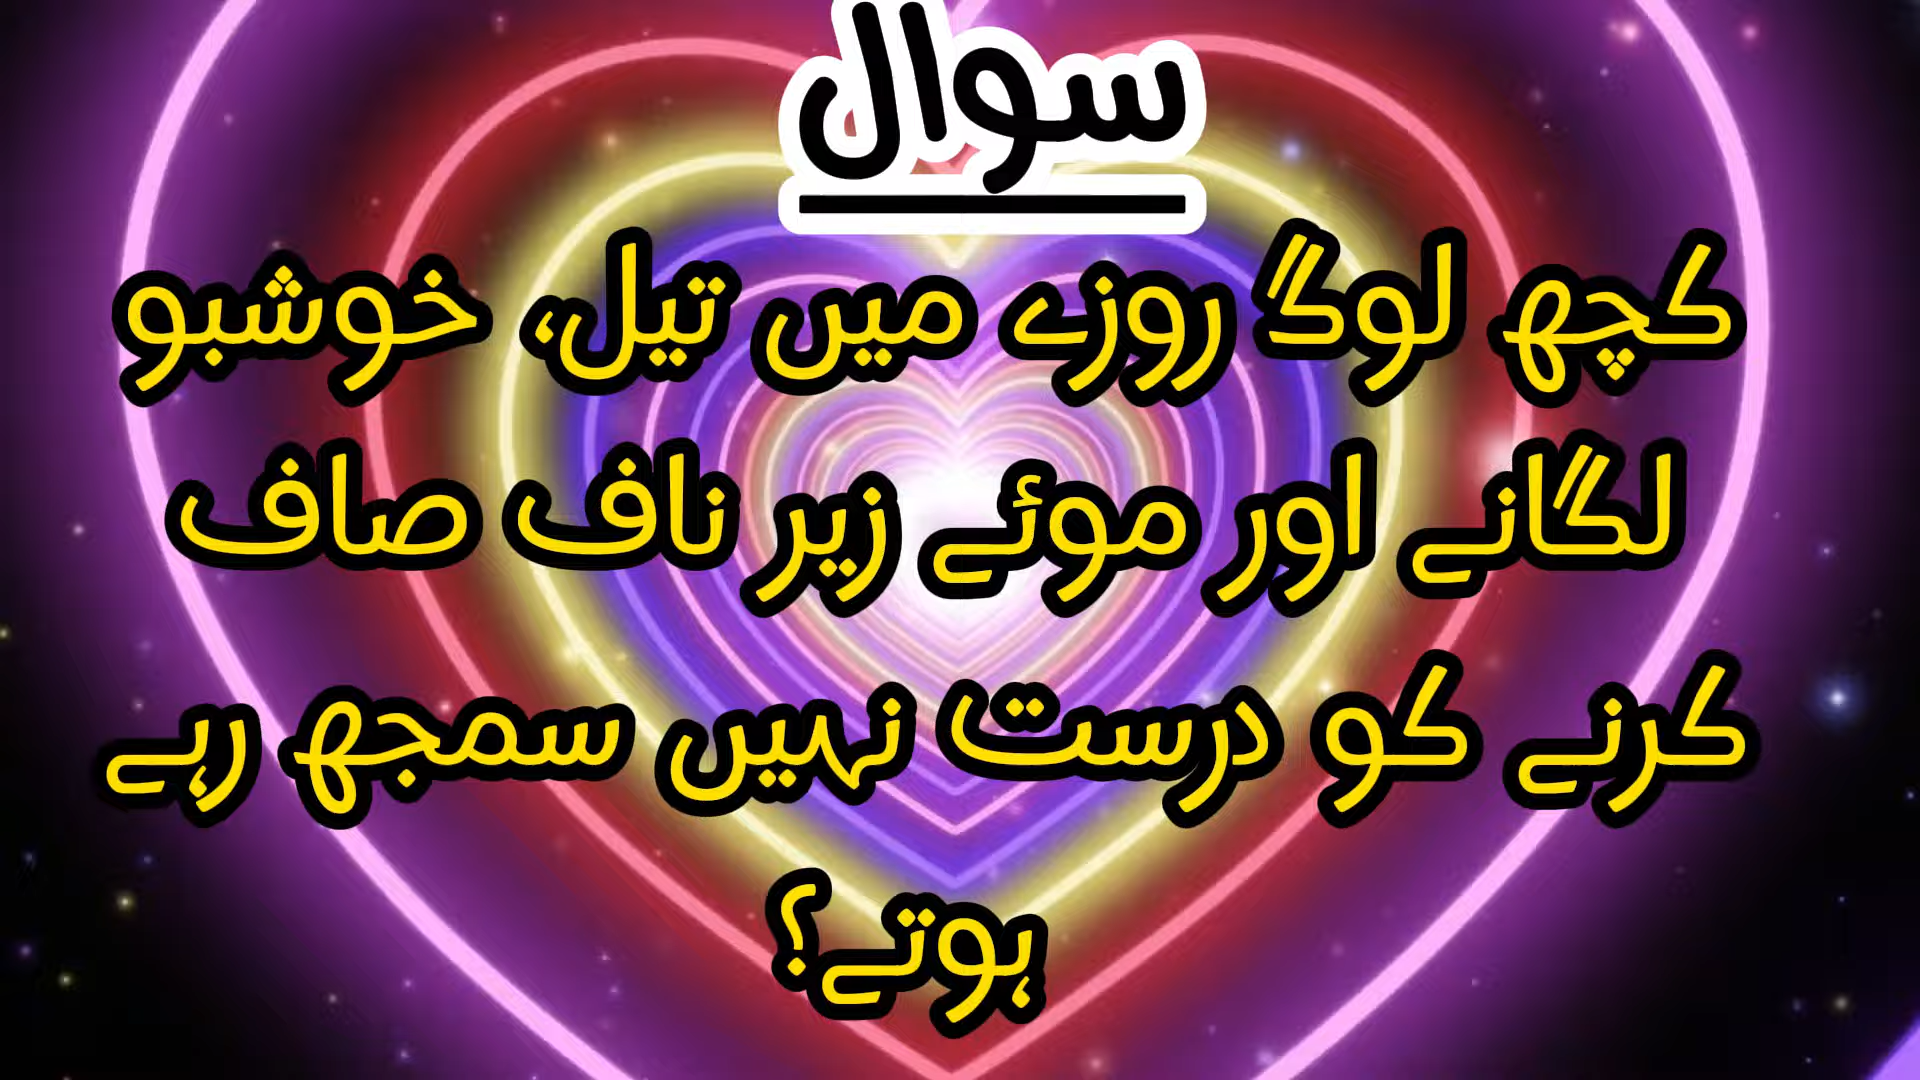 سوال
کچھ لوگ روزے میں تیل، خوشبو
لگانے اور موئے زیر ناف صاف
کرنے کو درست نہیں سمجھ رہے
ہوتے؟